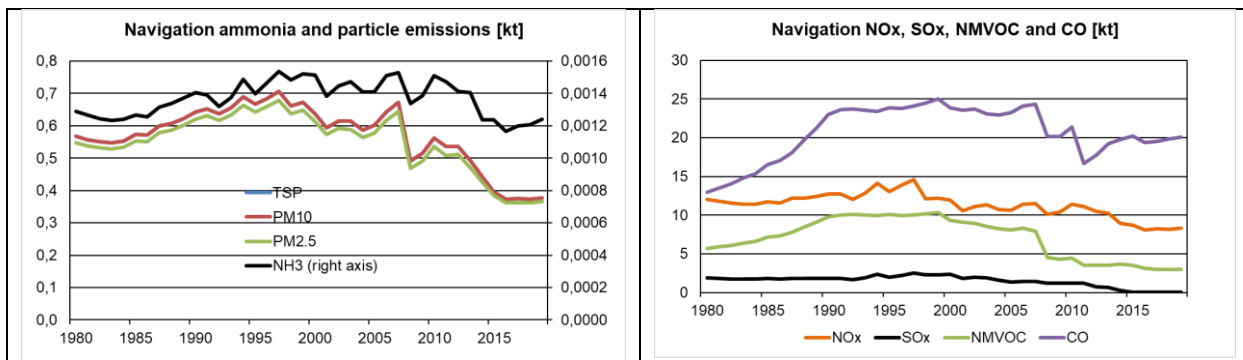 Navigation ammonia and particle emissions [kt]
0,8
0,7
0,6
0,5
0,4
0,3
0,2
0,1
0,0
0,0016
0,0014
0,0012
0,0010
0,0008
0,0006
0,0004
0,0002
0,0000
TSP
PM10
PM2.5
NH3 (right axis)
1980 1985 1990 1995 2000 2005 2010 2015
Navigation NOx, SOx, NMVOC and CO [kt]
30
25
20
15
10
5
0
1980 1985 1990 1995 2000 2005 2010 2015
NOx SOx NMVOC CO